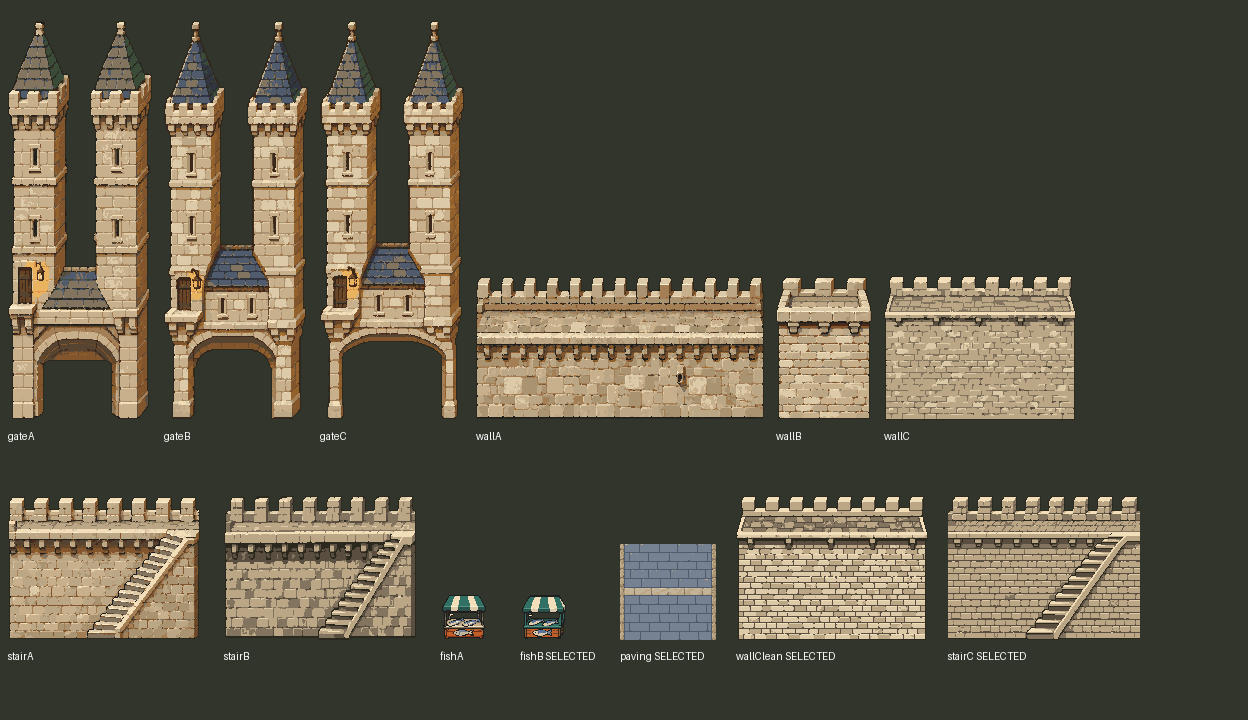 gateA
gateB
gateC
wallA
wallB
wallC
stairA
stairB
fishA
fishB SELECTED
paving SELECTED
wallClean SELECTED
stairC SELECTED